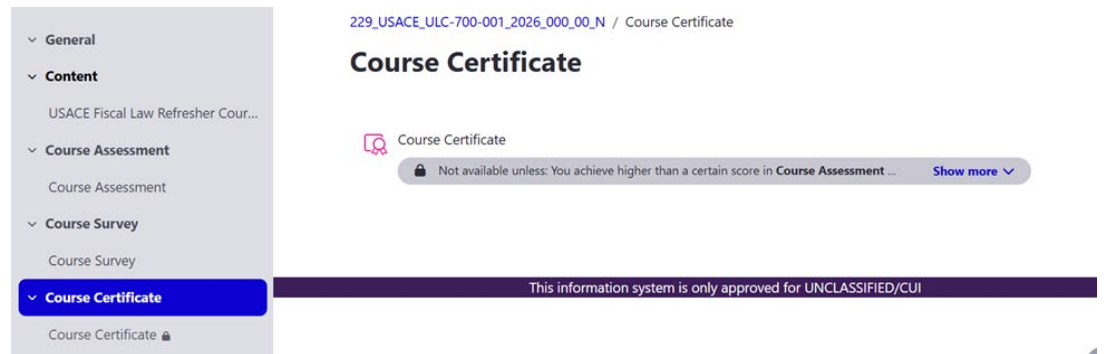 General
Content
USACE Fiscal Law Refresher Cour...
Course Assessment
Course Assessment
Course Survey
Course Survey
Course Certificate
Course Certificate
229_USACE_ULC-700-001_2026_000_00_N / Course Certificate
Course Certificate
Course Certificate
Not available unless: You achieve higher than a certain score in Course Assessment ... Show more
This information system is only approved for UNCLASSIFIED/CUI